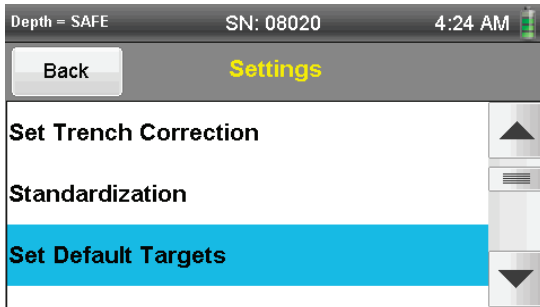 Depth = SAFE SN: 08020 4:24 AM
Back Settings
Set Trench Correction
Standardization
Set Default Targets